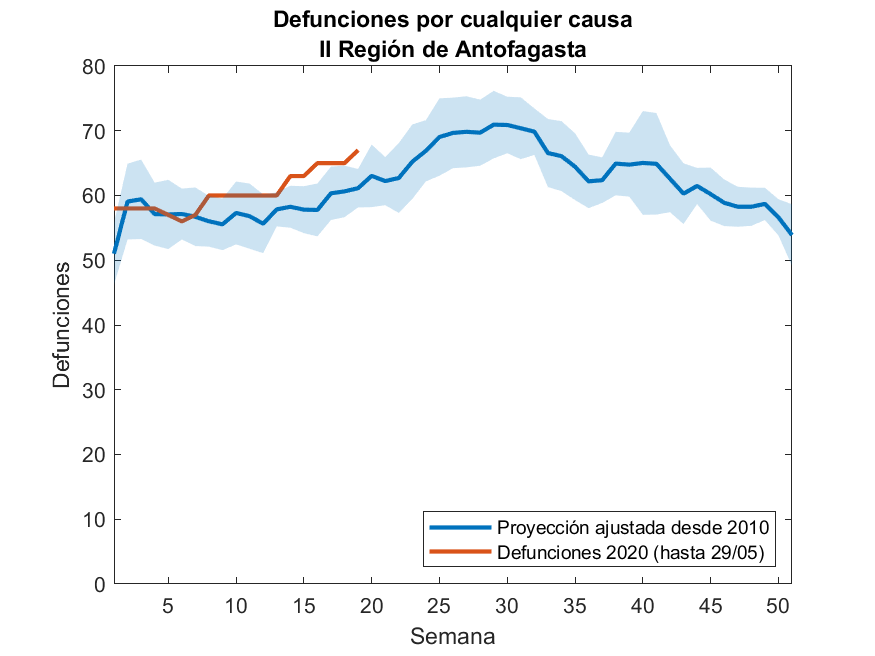 Defunciones por cualquier causa
II Región de Antofagasta
80
70
60
50
40
30
20
10
0
Defunciones
5 10 15 20 25 30 35 40 45 50
Semana
Proyección ajustada desde 2010
Defunciones 2020 (hasta 29/05)